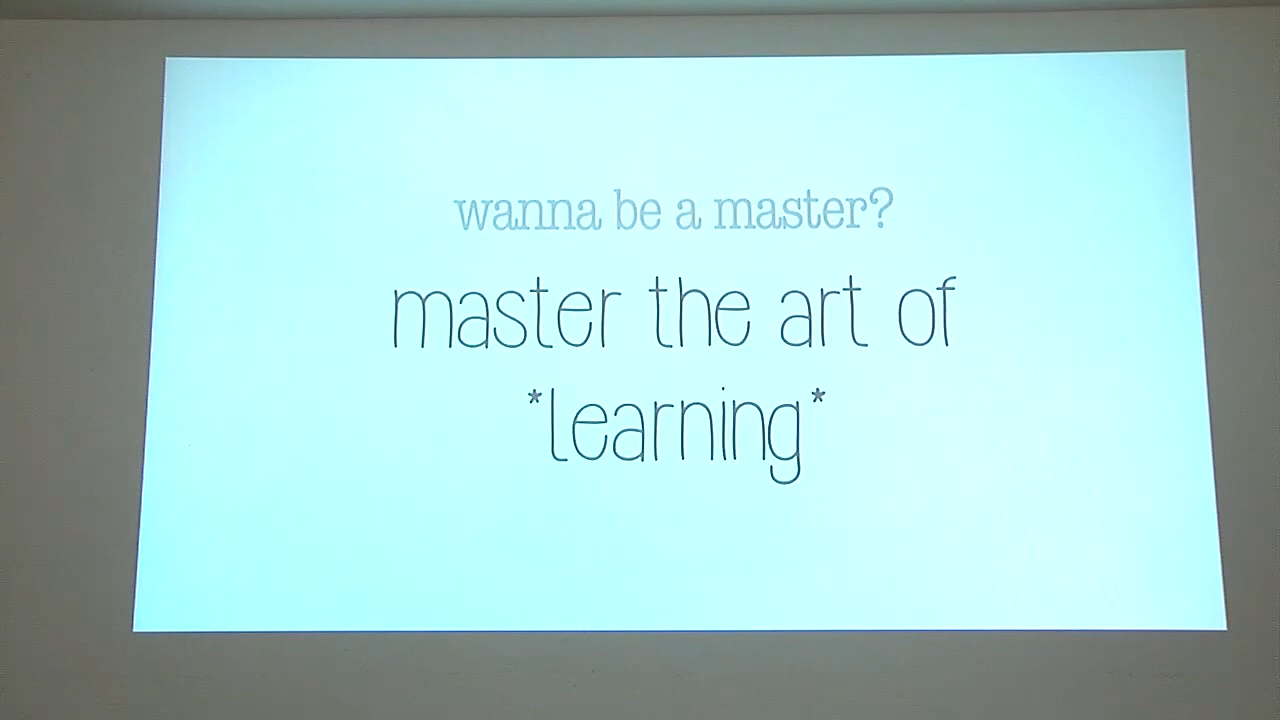 wanna be a master?
master the art of
*learning*